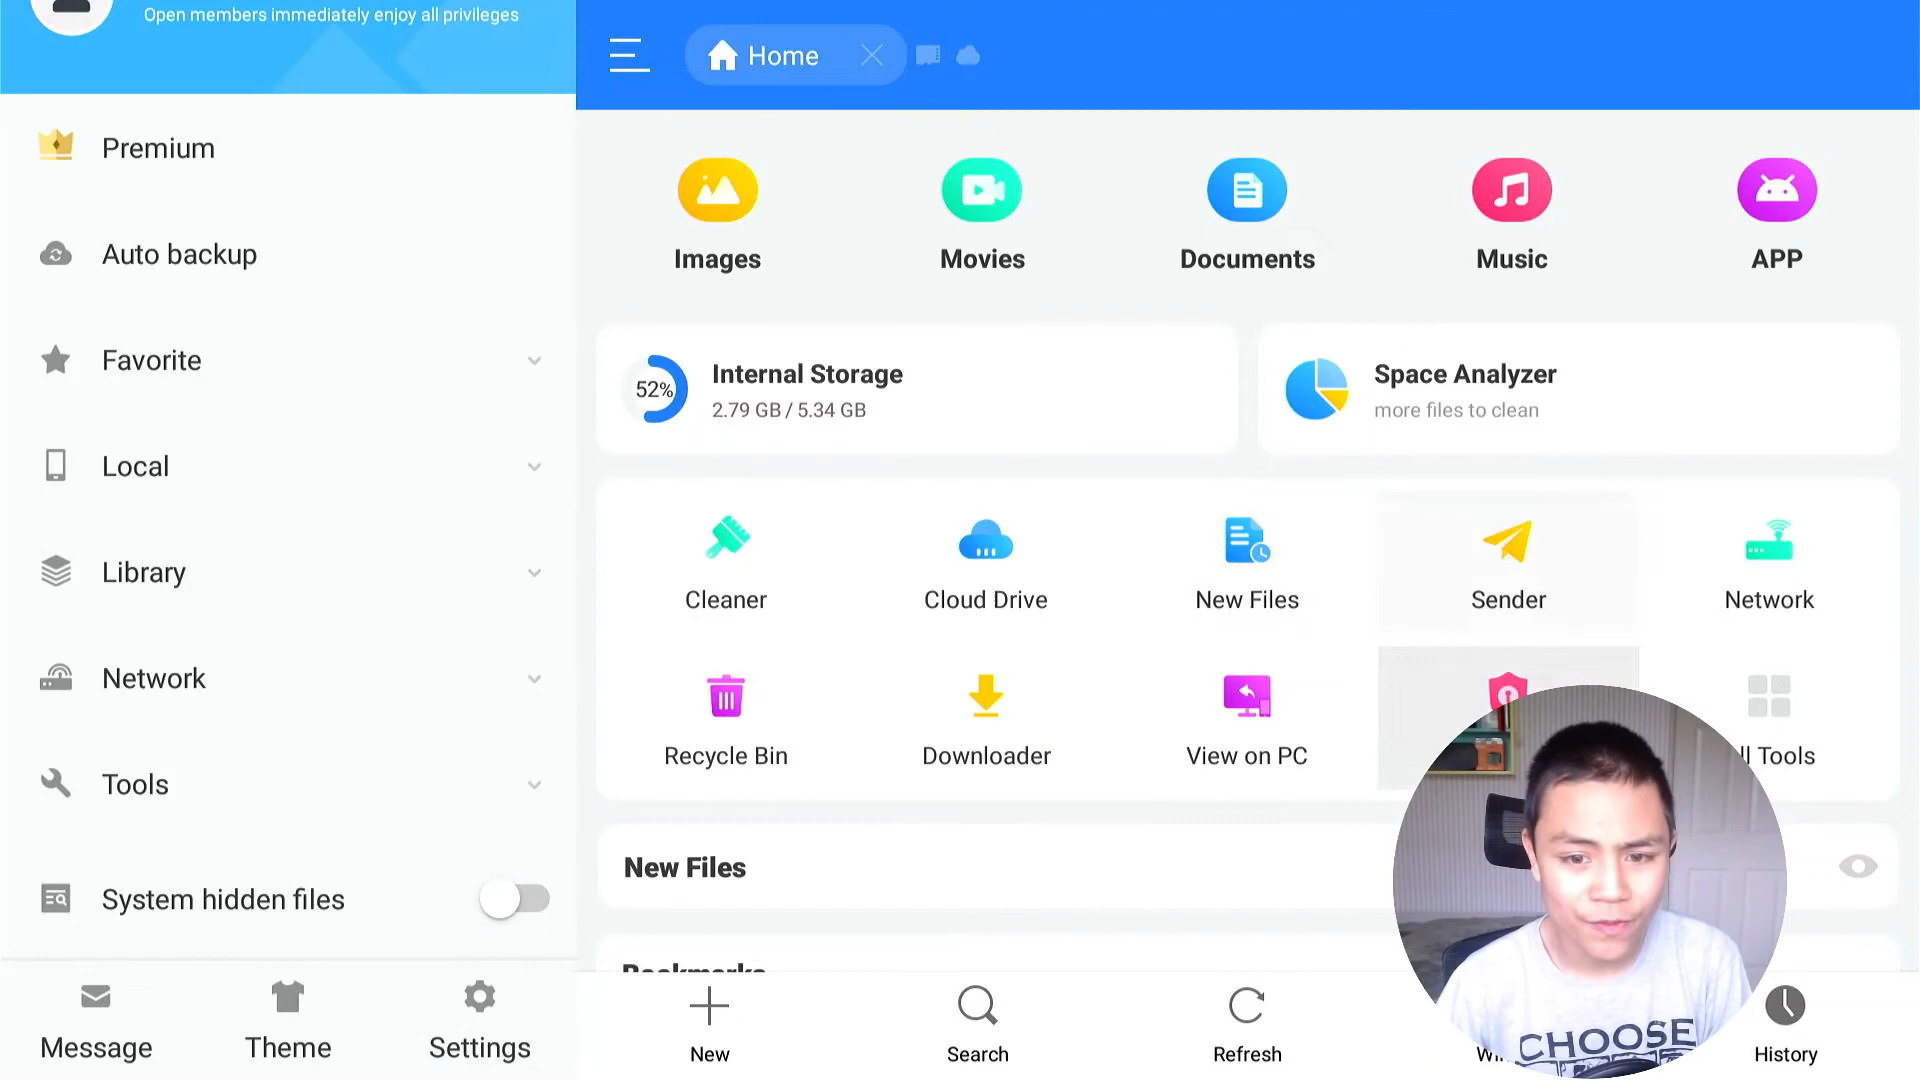 Open members immediately enjoy all privileges
Home
Premium
Auto backup
Favorite
Local
Library
Network
Tools
System hidden files
Message
Theme
Settings
Images
Movies
Documents
Music
APP
52%
Internal Storage
2.79 GB / 5.34 GB
Space Analyzer
more files to clean
Cleaner
Cloud Drive
New Files
Sender
Network
Recycle Bin
Downloader
View on PC
Tools
New Files
Bookmarks
New
Search
Refresh
History
CHOOSE